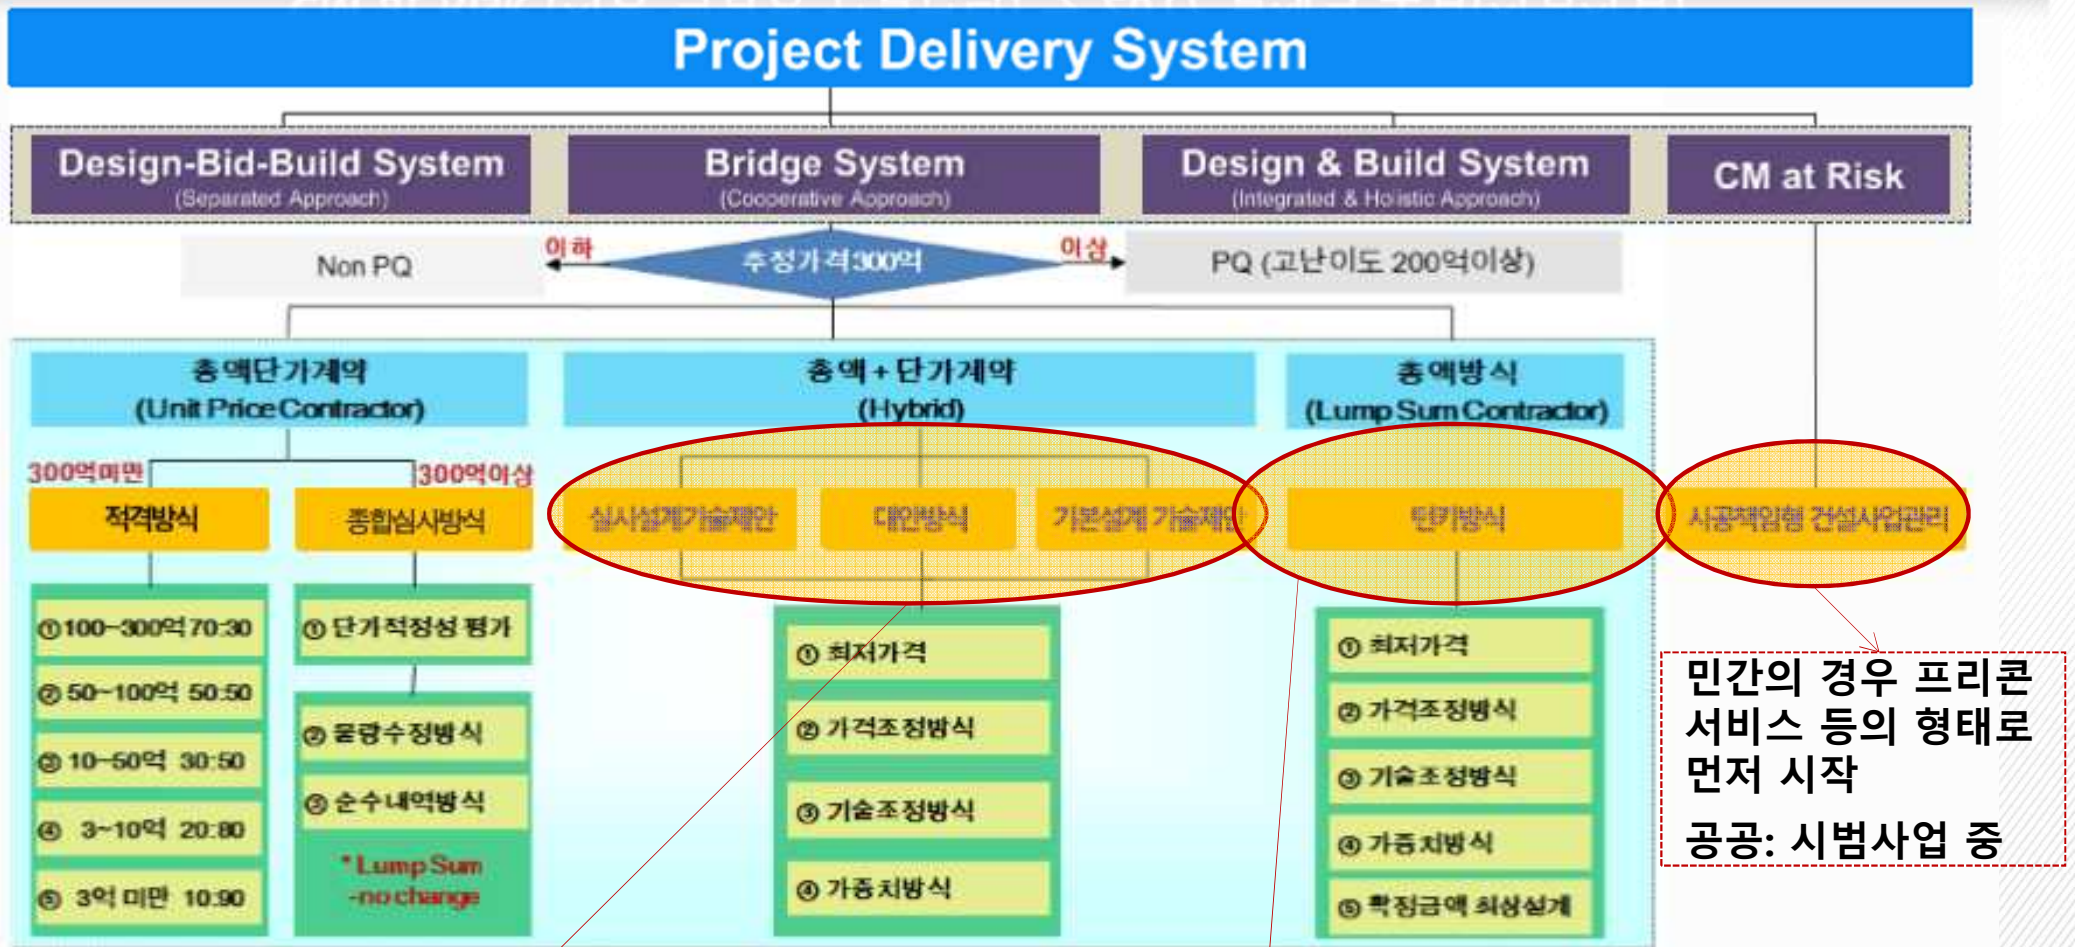 Project Delivery System
Design-Bid-Build System
(Separated Approach)
Bridge System
(Cooperative Approach)
Design & Build System
(Integrated & Holistic Approach)
CM at Risk
Non PQ
이하
추정가격300억
이상
PQ (고난이도 200억이상)
총액단가계약
(Unit Price Contractor)
총액+단가계약
(Hybrid)
총액방식
(Lump Sum Contractor)
300억미만
300억이상
적격방식
종합심사방식
실시설계기술제안
대안방식
기본설계 기술제안
턴키방식
시공책임형 건설사업관리
①100~300억 70:30
② 50~100억 50:50
③ 10~50억 30:50
④ 3~10억 20:80
⑤ 3억 미만 10:90
① 단가적정성 평가
② 물량수정방식
③ 순수내역방식
*Lump Sum
-no change
① 최저가격
② 가격조정방식
③ 기술조정방식
④ 가중치방식
① 최저가격
② 가격조정방식
③ 기술조정방식
④ 가중치방식
⑤ 확정금액 최상설계
민간의 경우 프리콘
서비스 등의 형태로
먼저 시작
공공: 시범사업 중